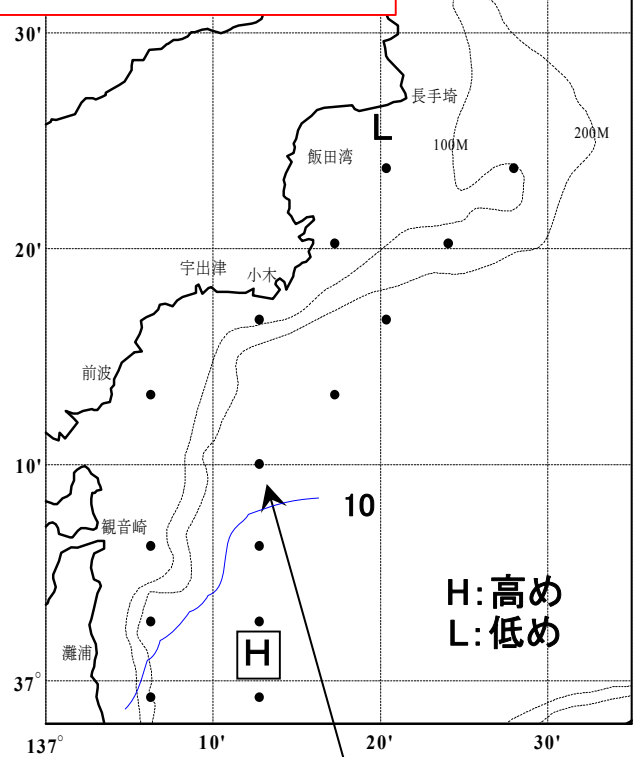 30'
長手埼
L
100M
200M
飯田湾
20'
宇出津
小木
前波
10'
10
観音崎
H:高め
L:低め
灘浦
H
37°
137°
10'
20'
30'